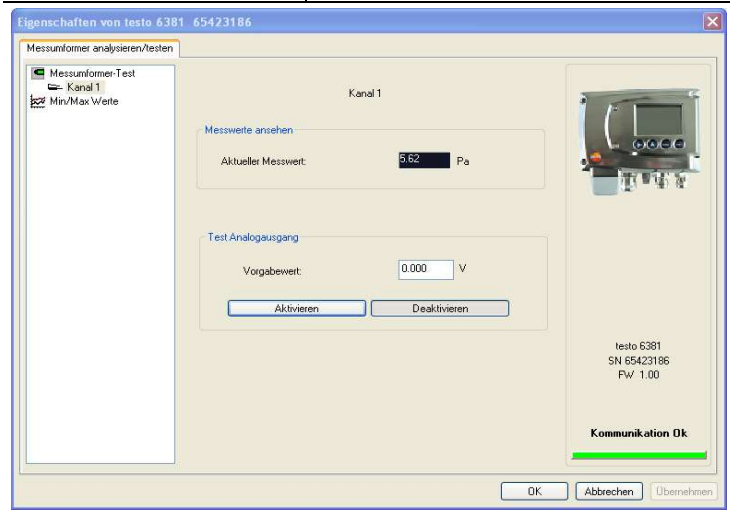 Eigenschaften von testo 6381 65423186
Messumformer analysieren/testen
Messumformer-Test
Kanal 1
Min/Max Werte
Kanal 1
Messwerte ansehen
Aktueller Messwert: 5.62 Pa
Test Analogausgang
Vorgabewert: 0.000 V
Aktivieren Deaktivieren
testo 6381
SN 65423186
FW 1.00
Kommunikation Ok
OK Abbrechen Übernehmen